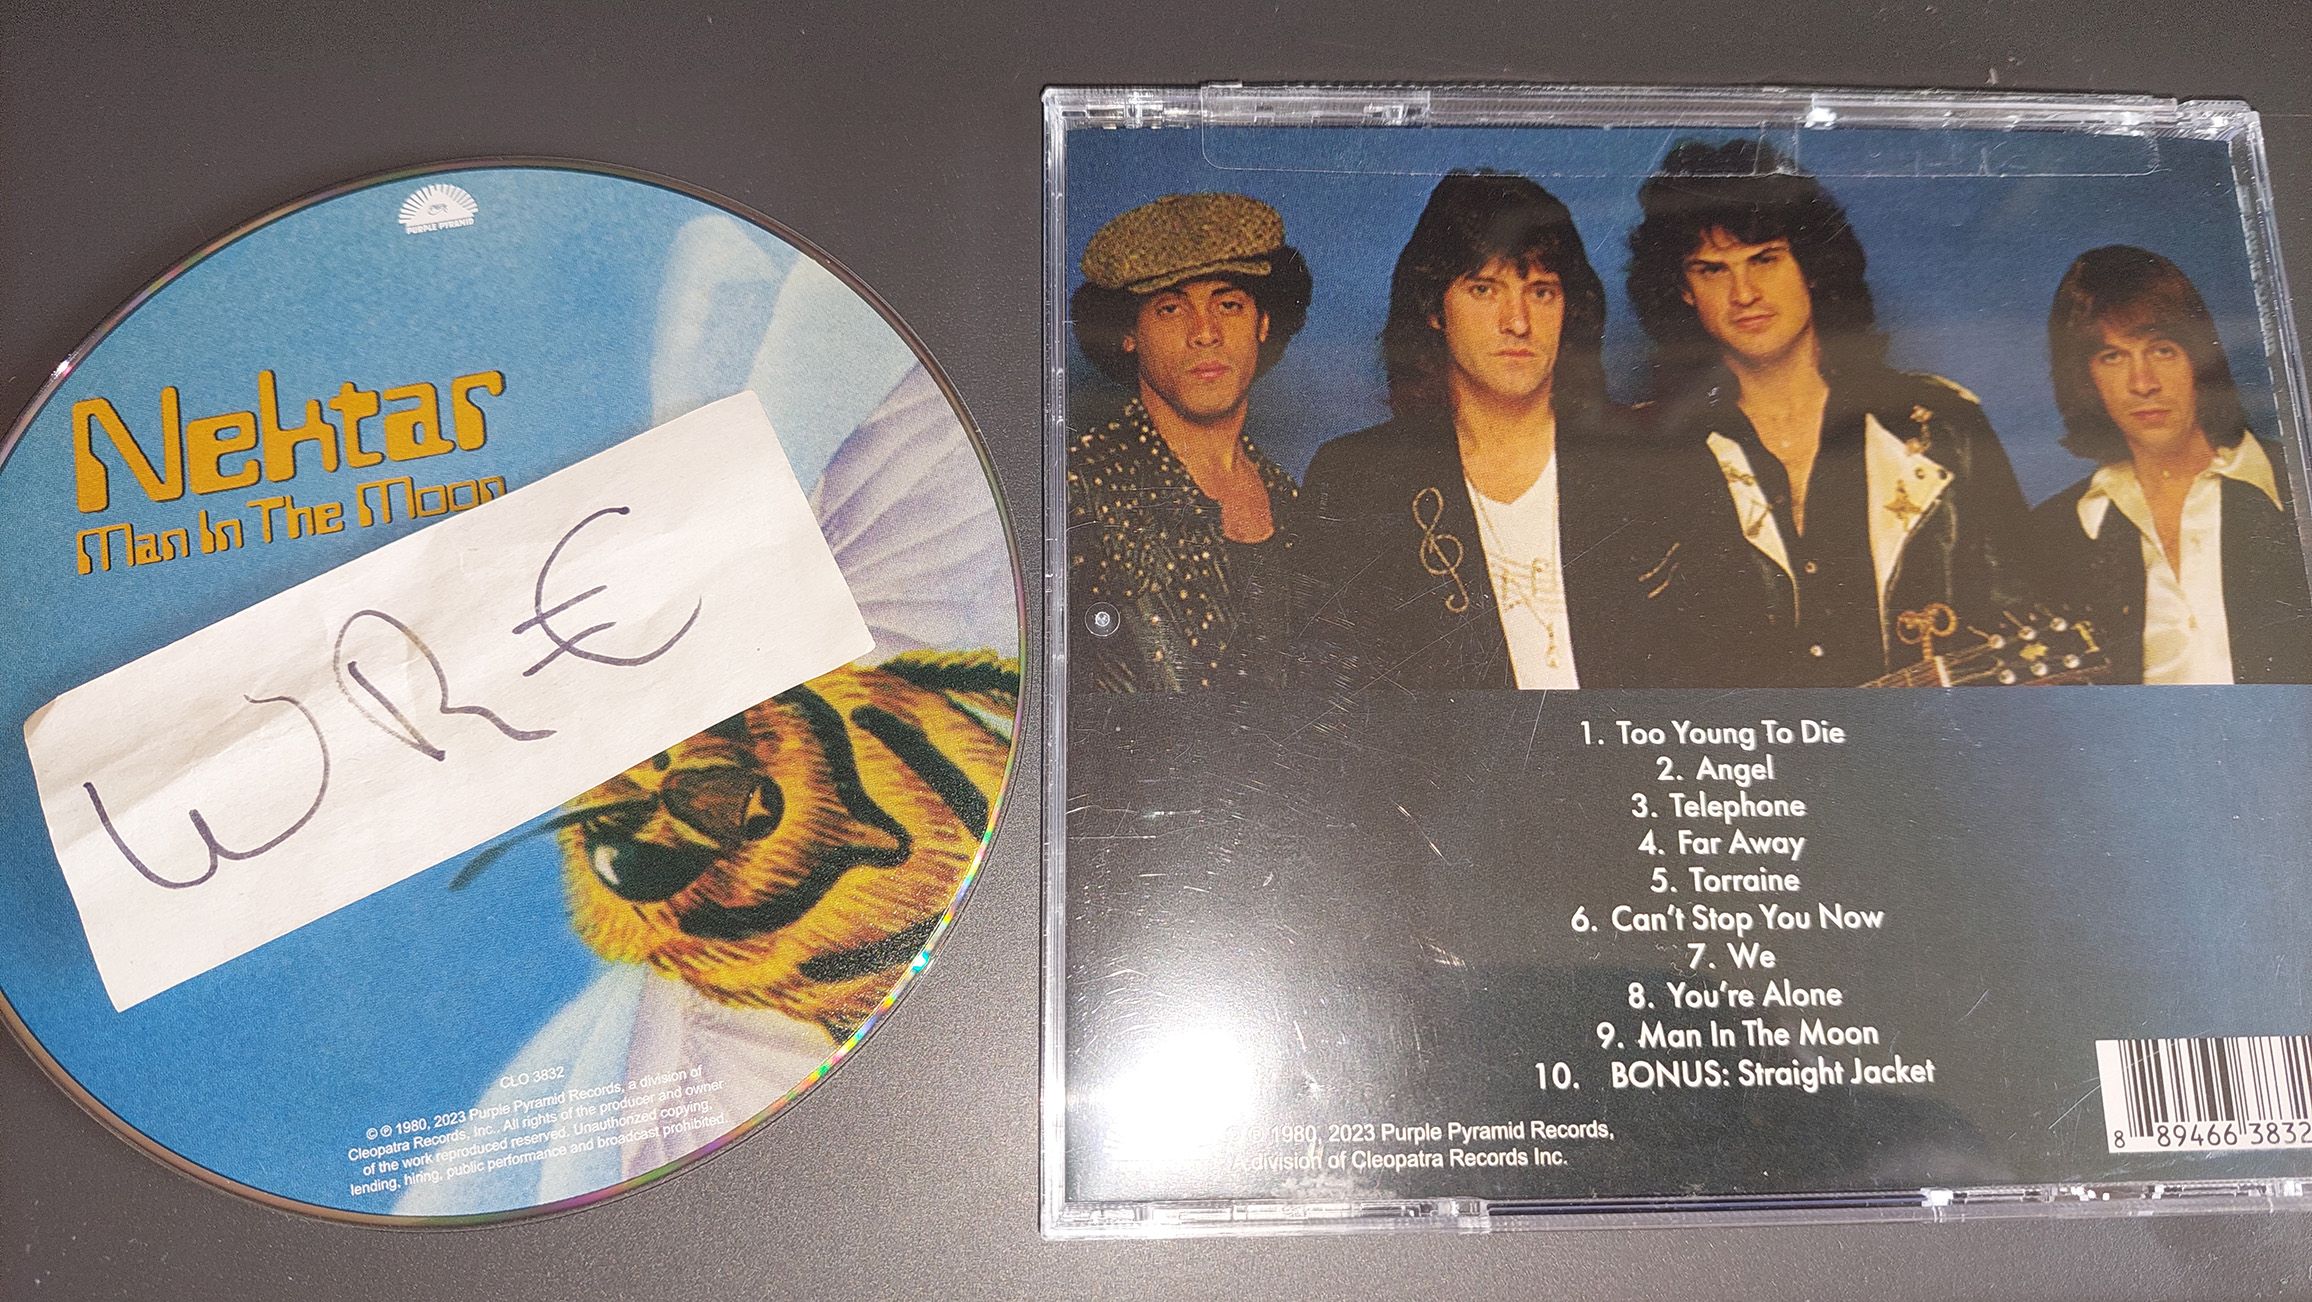 PURPLE PYRAMID
Nektar
Man In The Moon
WRE
CLO 3832
© ℗ 1980, 2023 Purple Pyramid Records, a division of
Cleopatra Records, Inc., All rights of the producer and owner
of the work reproduced reserved. Unauthorized copying,
lending, hiring, public performance and broadcast prohibited.
1. Too Young To Die
2. Angel
3. Telephone
4. Far Away
5. Torraine
6. Can't Stop You Now
7. We
8. You're Alone
9. Man In The Moon
10. BONUS: Straight Jacket
℗ 1980, 2023 Purple Pyramid Records,
A division of Cleopatra Records Inc.
8 89466 3832